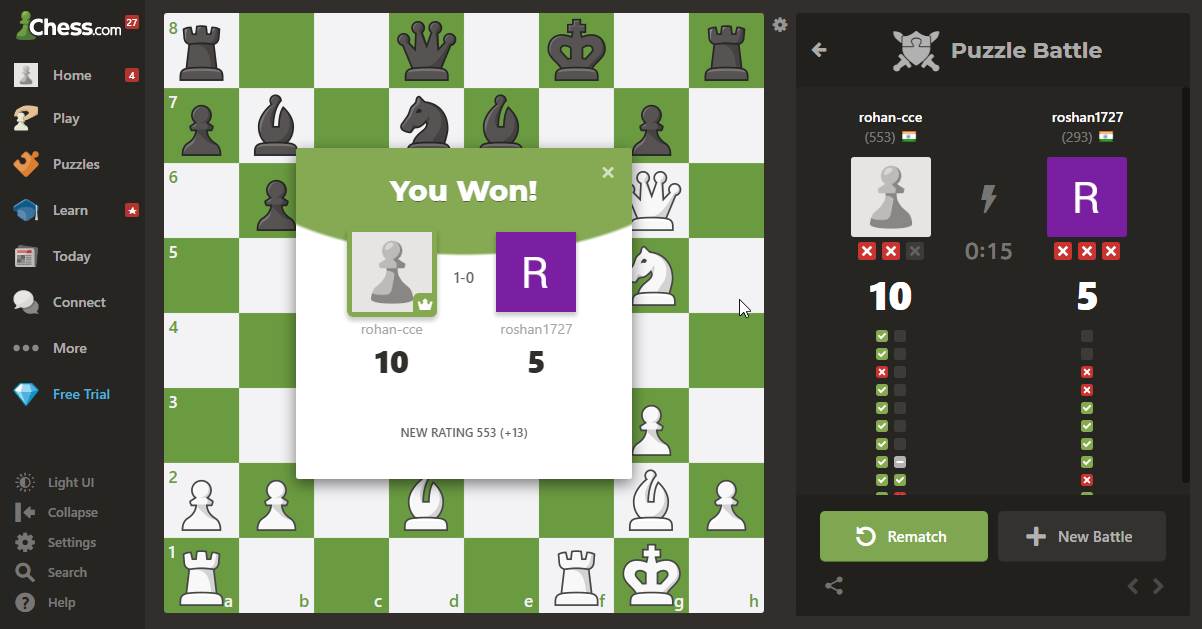 Chess.com 27
Home 4
Play
Puzzles
Learn
Today
Connect
More
Free Trial
Light UI
Collapse
Settings
Search
Help
8
7
6
5
4
3
2
1
a b c d e f g h
You Won!
1-0
R
rohan-cce roshan1727
10 5
NEW RATING 553 (+13)
Puzzle Battle
rohan-cce roshan1727
(553) (293)
R
0:15
10 5
Rematch New Battle